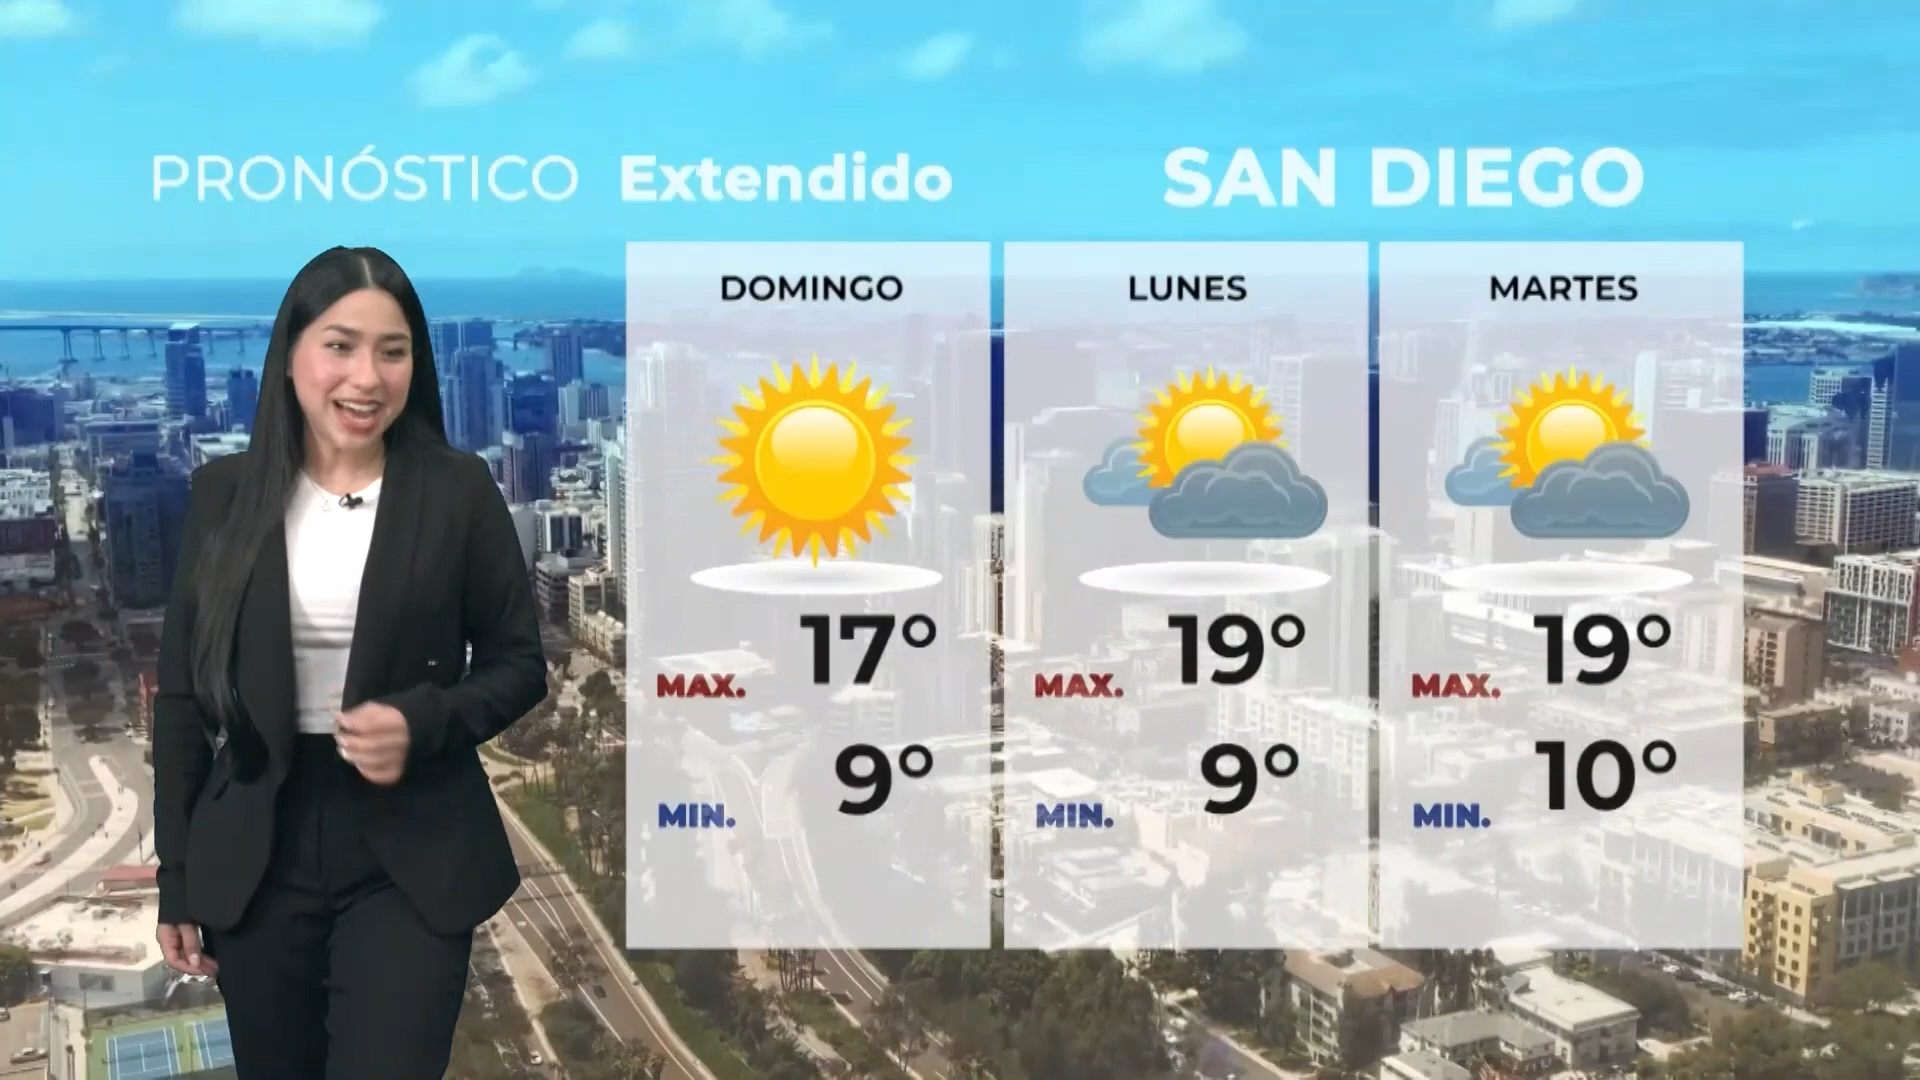 PRONÓSTICO Extendido
SAN DIEGO
DOMINGO
17°
MAX.
9°
MIN.
LUNES
19°
MAX.
9°
MIN.
MARTES
19°
MAX.
10°
MIN.